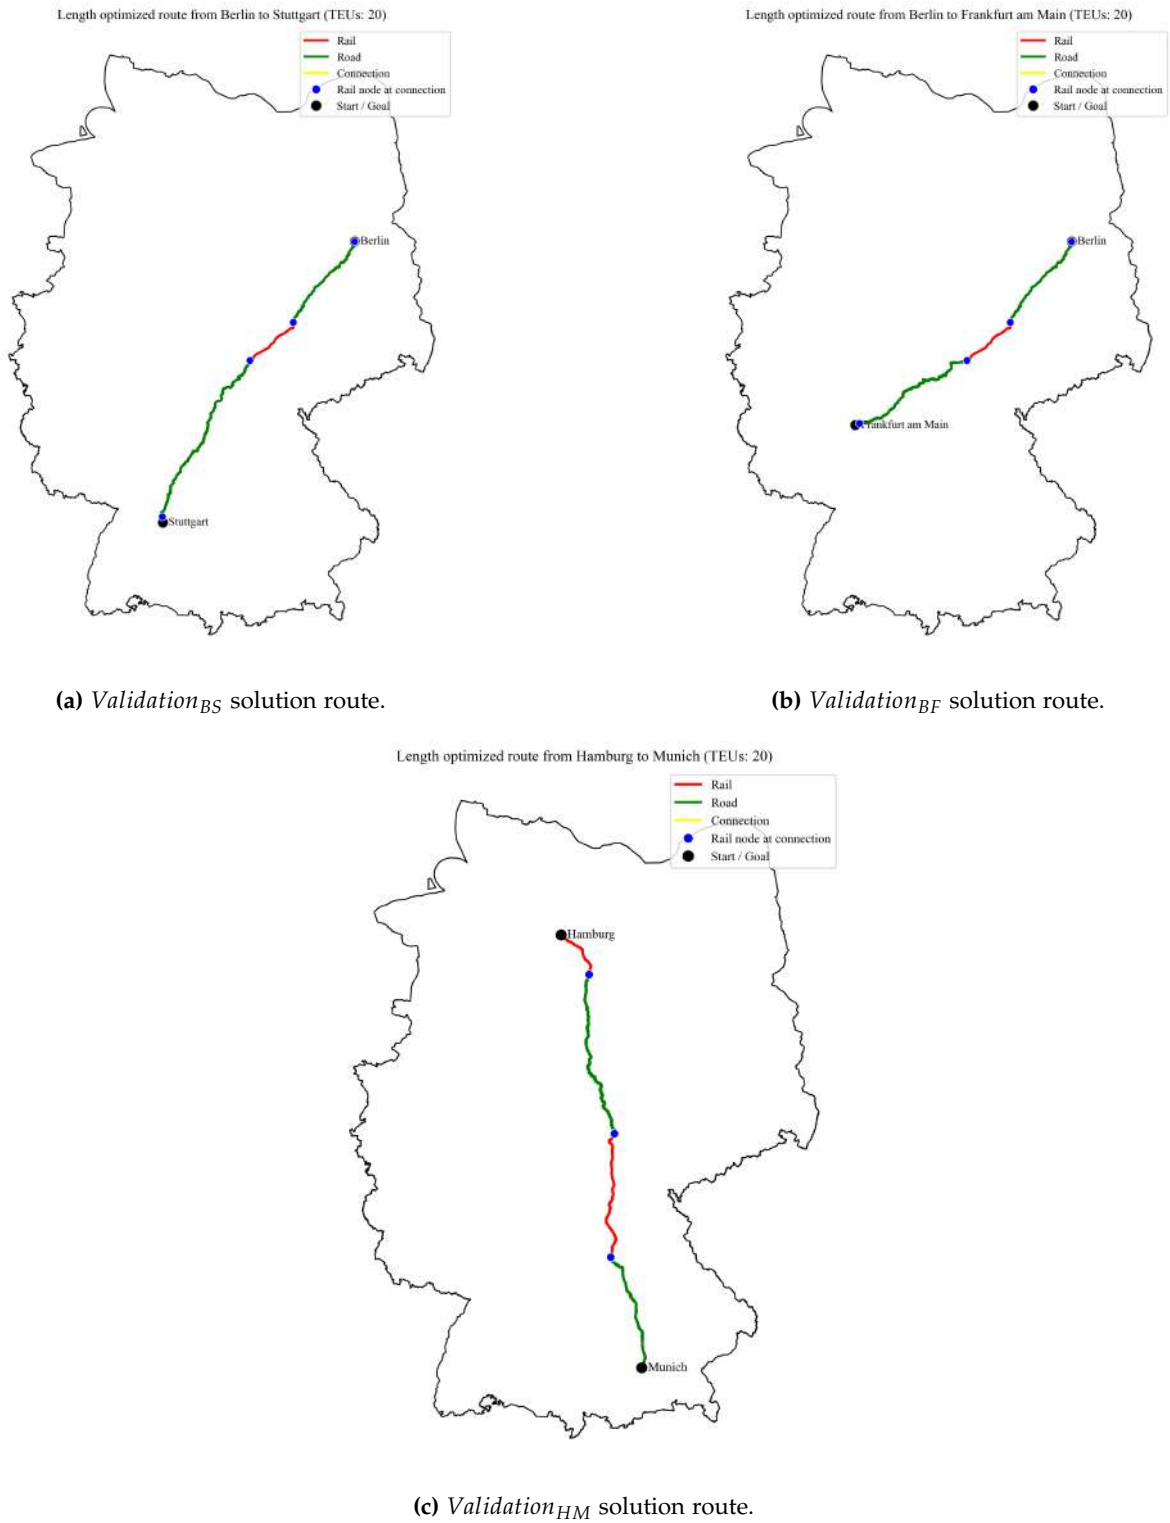 Length optimized route from Berlin to Stuttgart (TEUs: 20)
Rail
Road
Connection
Rail node at connection
Start / Goal
Berlin
Stuttgart
(a) Validation_BS solution route.
Length optimized route from Berlin to Frankfurt am Main (TEUs: 20)
Rail
Road
Connection
Rail node at connection
Start / Goal
Berlin
Frankfurt am Main
(b) Validation_BF solution route.
Length optimized route from Hamburg to Munich (TEUs: 20)
Rail
Road
Connection
Rail node at connection
Start / Goal
Hamburg
Munich
(c) Validation_HM solution route.